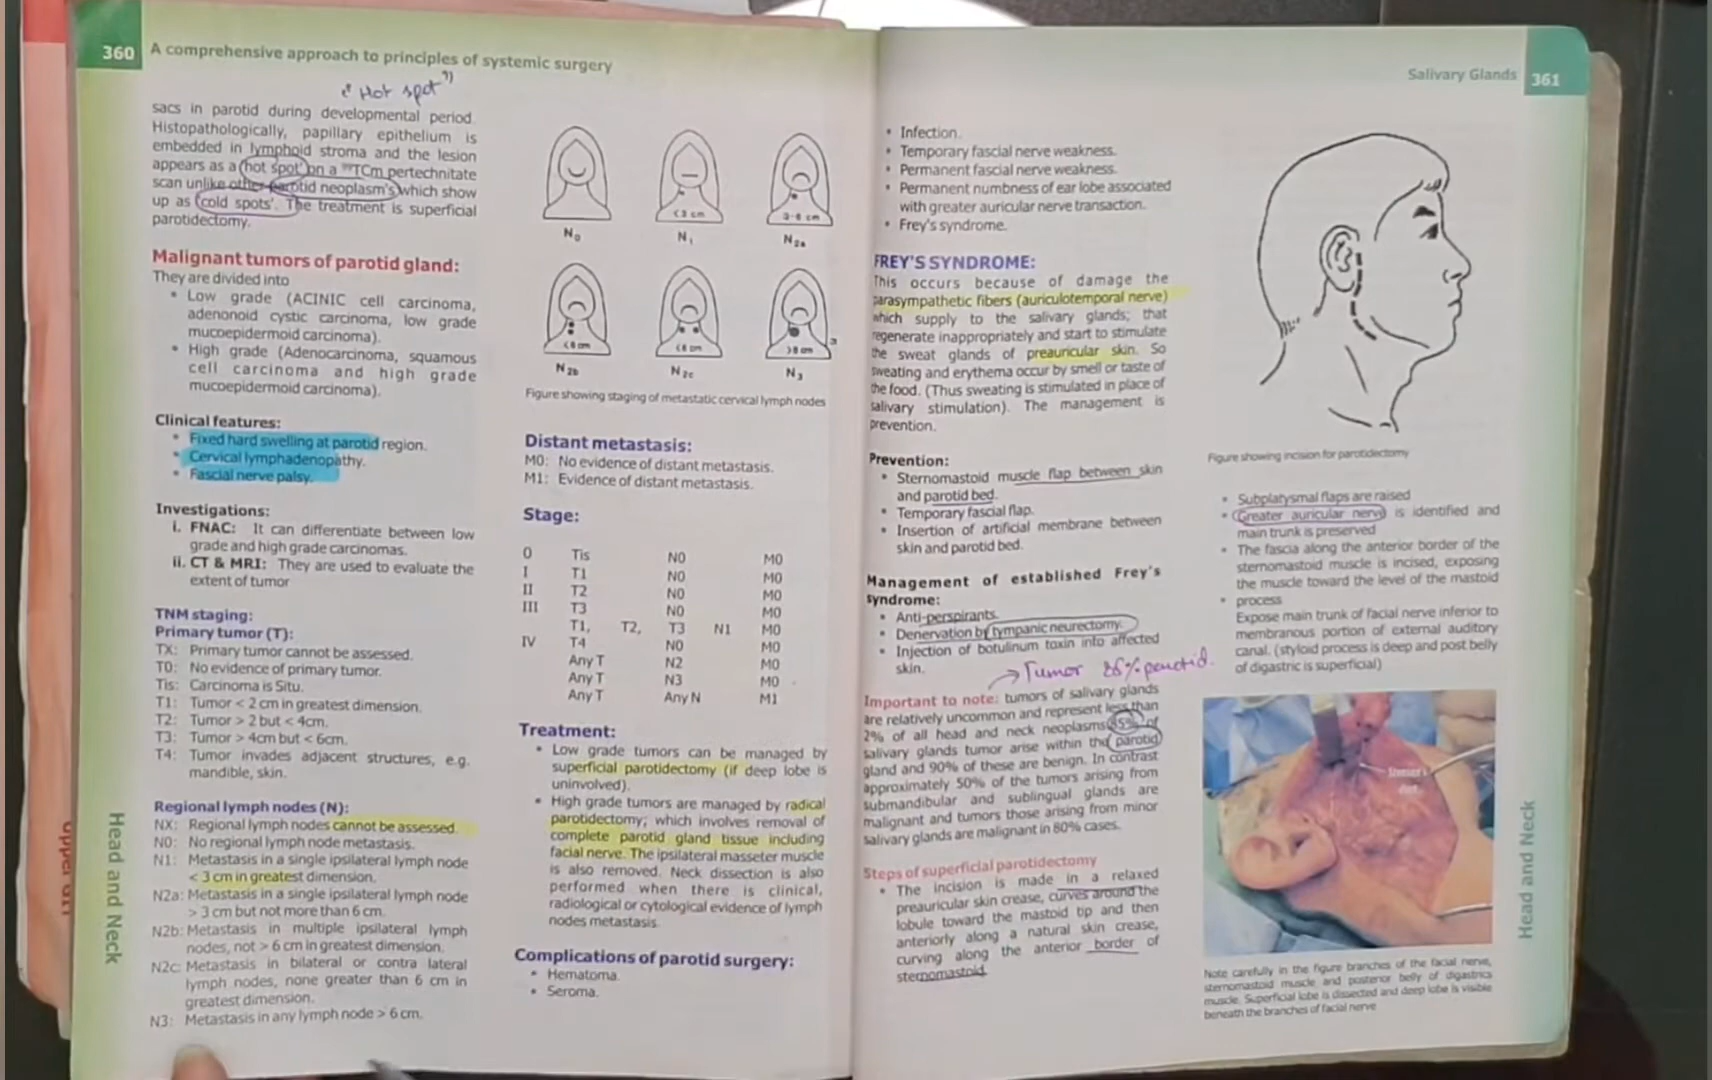 360
A comprehensive approach to principles of systemic surgery
"Hot spot"
sacs in parotid during developmental period.
Histopathologically, papillary epithelium is
embedded in lymphoid stroma and the lesion
appears as a 'hot spot' on a ⁹⁹TCm pertechnitate
scan unlike other parotid neoplasm's which show
up as 'cold spots'. The treatment is superficial
parotidectomy.
Malignant tumors of parotid gland:
They are divided into
• Low grade (ACINIC cell carcinoma,
adenonoid cystic carcinoma, low grade
mucoepidermoid carcinoma).
• High grade (Adenocarcinoma, squamous
cell carcinoma and high grade
mucoepidermoid carcinoma).
Clinical features:
• Fixed hard swelling at parotid region.
• Cervical lymphadenopathy.
• Fascial nerve palsy.
Investigations:
i. FNAC: It can differentiate between low
grade and high grade carcinomas.
ii. CT & MRI: They are used to evaluate the
extent of tumor
TNM staging:
Primary tumor (T):
TX: Primary tumor cannot be assessed.
T0: No evidence of primary tumor.
Tis: Carcinoma is Situ.
T1: Tumor < 2 cm in greatest dimension.
T2: Tumor > 2 but < 4cm.
T3: Tumor > 4cm but < 6cm.
T4: Tumor invades adjacent structures, e.g.
mandible, skin.
Regional lymph nodes (N):
NX: Regional lymph nodes cannot be assessed.
N0: No regional lymph node metastasis.
N1: Metastasis in a single ipsilateral lymph node
< 3 cm in greatest dimension.
N2a: Metastasis in a single ipsilateral lymph node
> 3 cm but not more than 6 cm.
N2b: Metastasis in multiple ipsilateral lymph
nodes, not > 6 cm in greatest dimension.
N2c: Metastasis in bilateral or contra lateral
lymph nodes, none greater than 6 cm in
greatest dimension.
N3: Metastasis in any lymph node > 6 cm.
Head and Neck
N₀
<3 cm
N₁
3-6 cm
N₂ₐ
<6 cm
N₂b
<6 cm
N₂c
>6 cm
N₃
Figure showing staging of metastatic cervical lymph nodes
Distant metastasis:
M0: No evidence of distant metastasis.
M1: Evidence of distant metastasis.
Stage:
0 Tis N0 M0
I T1 N0 M0
II T2 N0 M0
III T3 N0 M0
T1, T2, T3 N1 M0
IV T4 N0 M0
Any T N2 M0
Any T N3 M0
Any T Any N M1
Treatment:
• Low grade tumors can be managed by
superficial parotidectomy (if deep lobe is
uninvolved).
• High grade tumors are managed by radical
parotidectomy; which involves removal of
complete parotid gland tissue including
facial nerve. The ipsilateral masseter muscle
is also removed. Neck dissection is also
performed when there is clinical,
radiological or cytological evidence of lymph
nodes metastasis.
Complications of parotid surgery:
• Hematoma.
• Seroma.
Salivary Glands 361
• Infection.
• Temporary fascial nerve weakness.
• Permanent fascial nerve weakness.
• Permanent numbness of ear lobe associated
with greater auricular nerve transaction.
• Frey's syndrome.
FREY'S SYNDROME:
This occurs because of damage the
parasympathetic fibers (auriculotemporal nerve)
which supply to the salivary glands; that
regenerate inappropriately and start to stimulate
the sweat glands of preauricular skin. So
sweating and erythema occur by smell or taste of
the food. (Thus sweating is stimulated in place of
salivary stimulation). The management is
prevention.
Prevention:
• Sternomastoid muscle flap between skin
and parotid bed.
• Temporary fascial flap.
• Insertion of artificial membrane between
skin and parotid bed.
Management of established Frey's
syndrome:
• Anti-perspirants.
• Denervation by tympanic neurectomy.
• Injection of botulinum toxin into affected
skin.
→ Tumor 85% parotid.
Important to note: tumors of salivary glands
are relatively uncommon and represent less than
2% of all head and neck neoplasms 85% of
salivary glands tumor arise within the parotid
gland and 90% of these are benign. In contrast
approximately 50% of the tumors arising from
submandibular and sublingual glands are
malignant and tumors those arising from minor
salivary glands are malignant in 80% cases.
Steps of superficial parotidectomy
• The incision is made in a relaxed
preauricular skin crease, curves around the
lobule toward the mastoid tip and then
anteriorly along a natural skin crease,
curving along the anterior border of
sternomastoid.
Figure showing incision for parotidectomy
• Subplatysmal flaps are raised
• Greater auricular nerve is identified and
main trunk is preserved
• The fascia along the anterior border of the
sternomastoid muscle is incised, exposing
the muscle toward the level of the mastoid
• process
Expose main trunk of facial nerve inferior to
membranous portion of external auditory
canal. (styloid process is deep and post belly
of digastric is superficial)
Note carefully in the figure branches of the facial nerve,
sternomastoid muscle and posterior belly of digastrics
muscle. Superficial lobe is dissected and deep lobe is visible
beneath the branches of facial nerve
Head and Neck